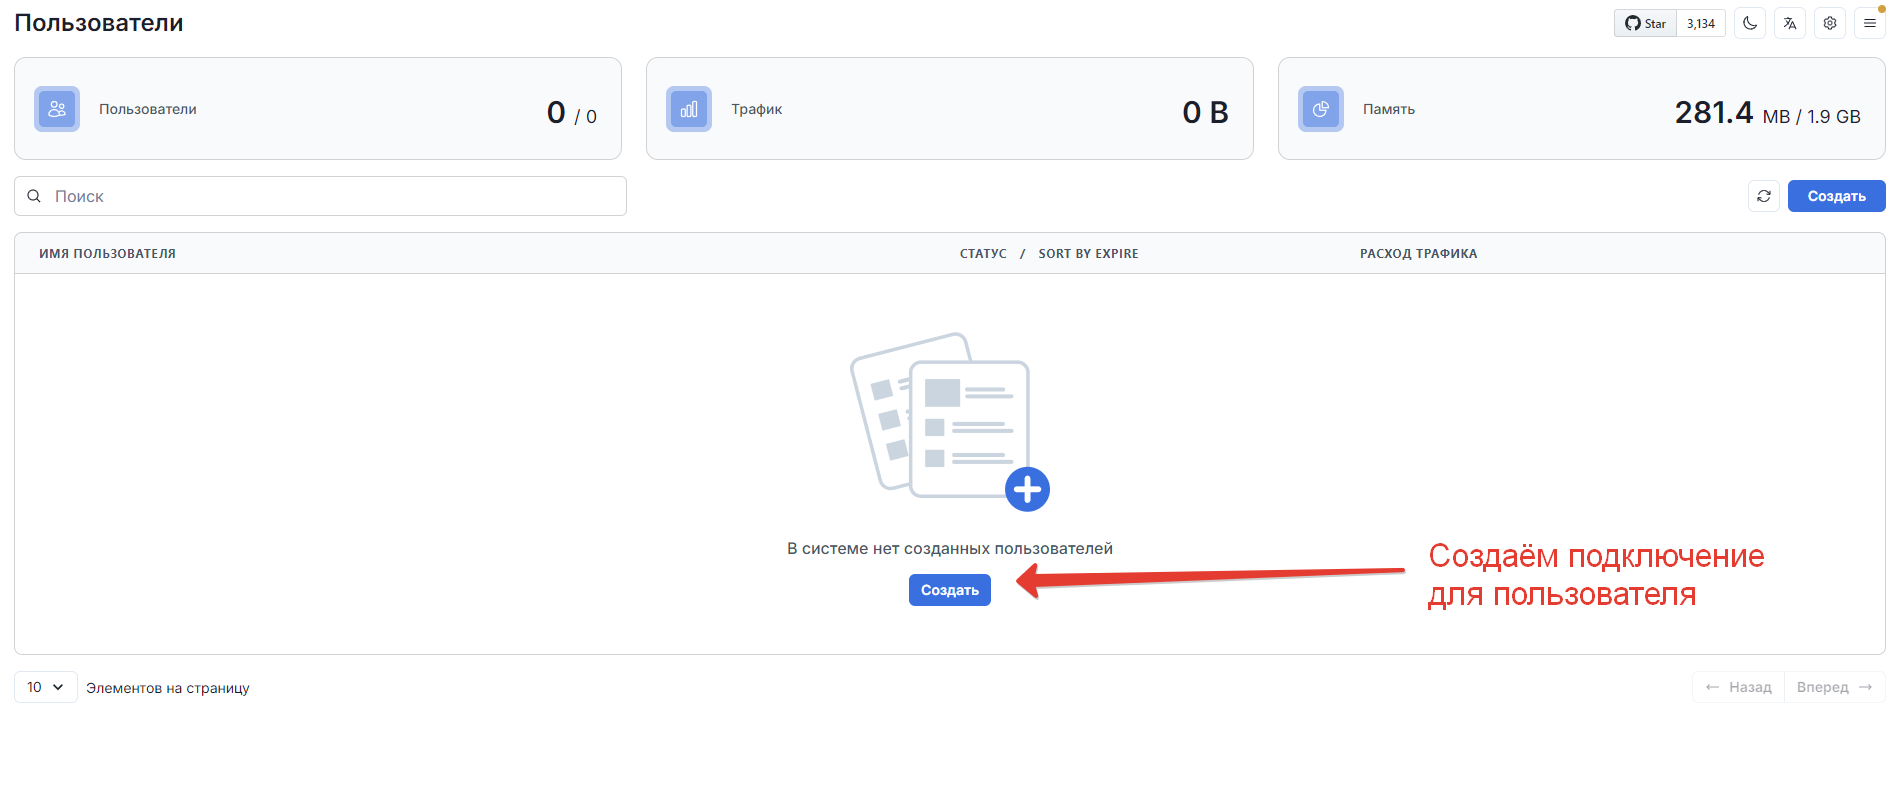 Пользователи
Star 3,134
Пользователи 0 / 0
Трафик 0 B
Память 281.4 MB / 1.9 GB
Поиск
Создать
ИМЯ ПОЛЬЗОВАТЕЛЯ СТАТУС / SORT BY EXPIRE РАСХОД ТРАФИКА
В системе нет созданных пользователей
Создать
Создаём подключение
для пользователя
10 Элементов на страницу
← Назад Вперед →